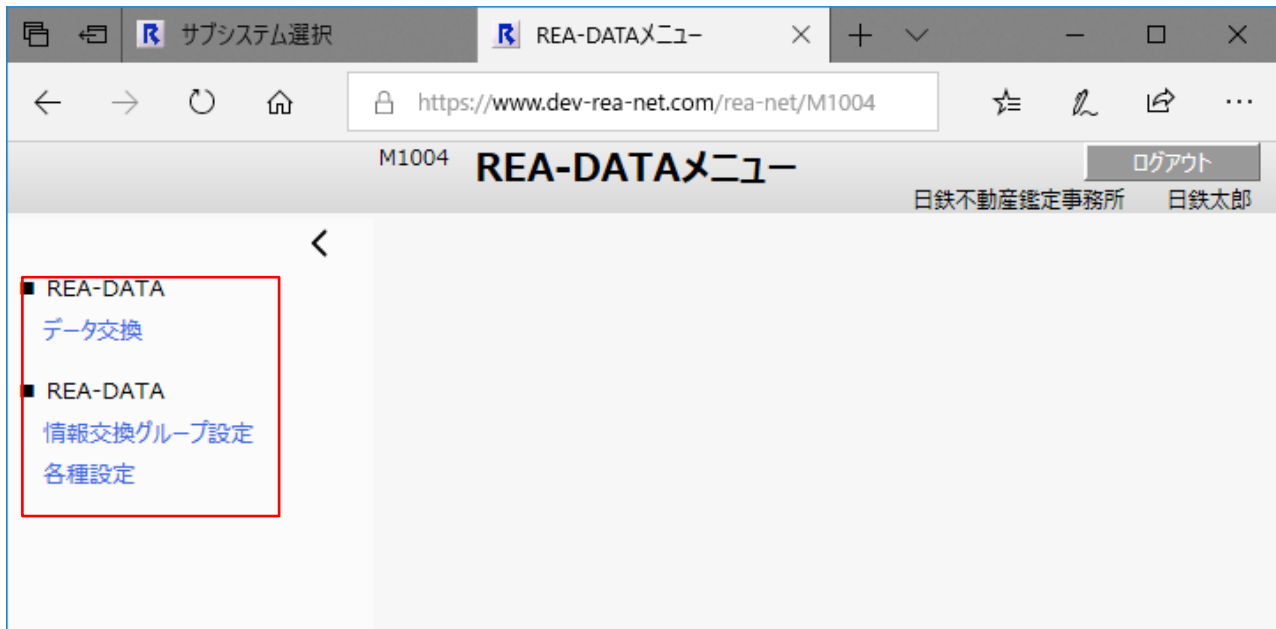 サブシステム選択
REA-DATAメニュー
https://www.dev-rea-net.com/rea-net/M1004
M1004 REA-DATAメニュー
ログアウト
日鉄不動産鑑定事務所 日鉄太郎
■ REA-DATA
データ交換
■ REA-DATA
情報交換グループ設定
各種設定